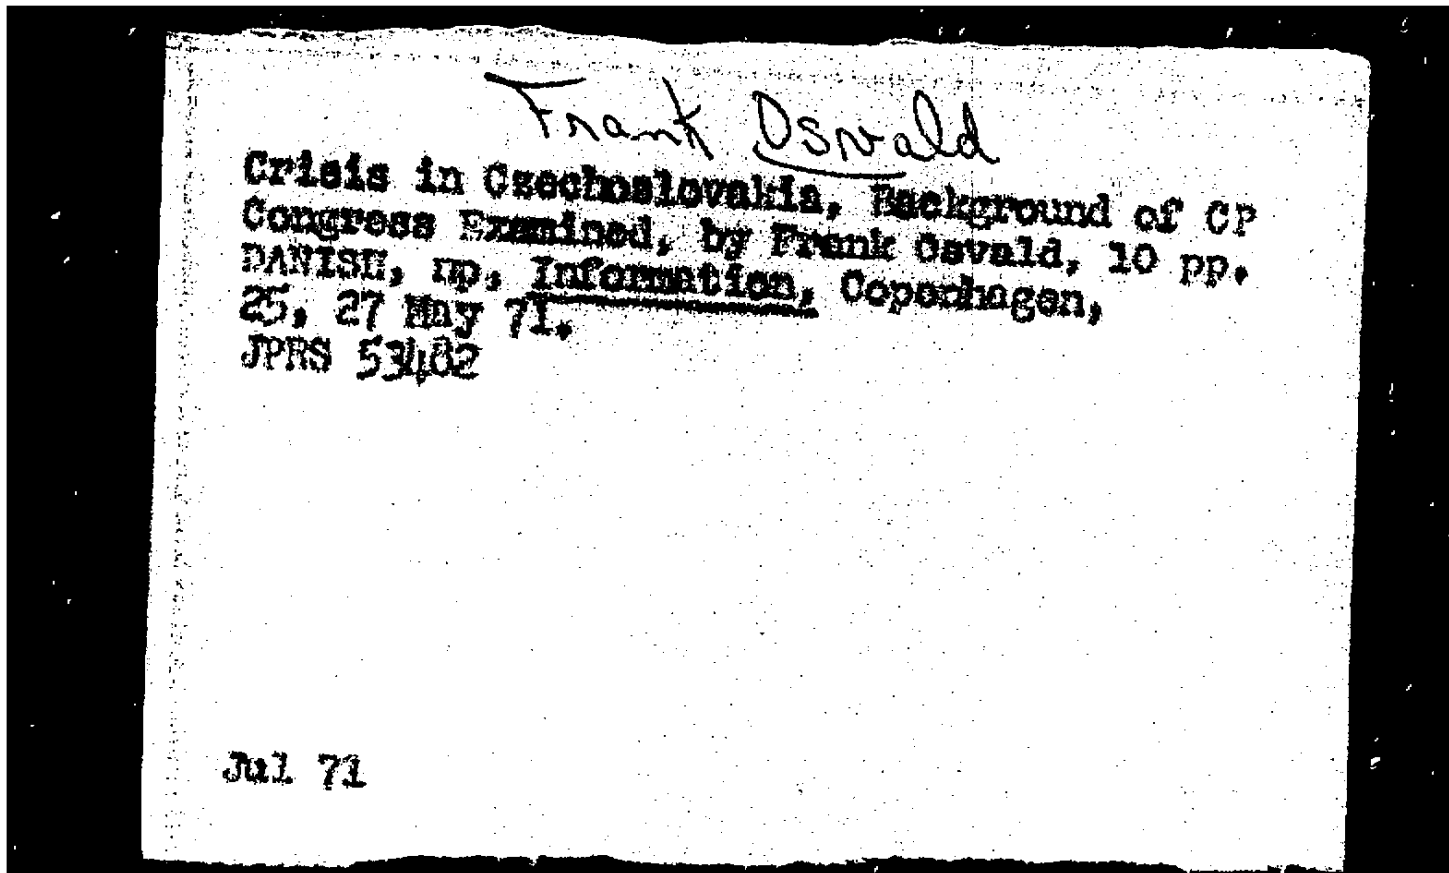 Frank Osvald
Crisis in Czechoslovakia, Background of CP
Congress Examined, by Frank Osvald, 10 pp.
DANISH, np, Information, Copenhagen,
25, 27 May 71.
JPRS 53482
Jul 71